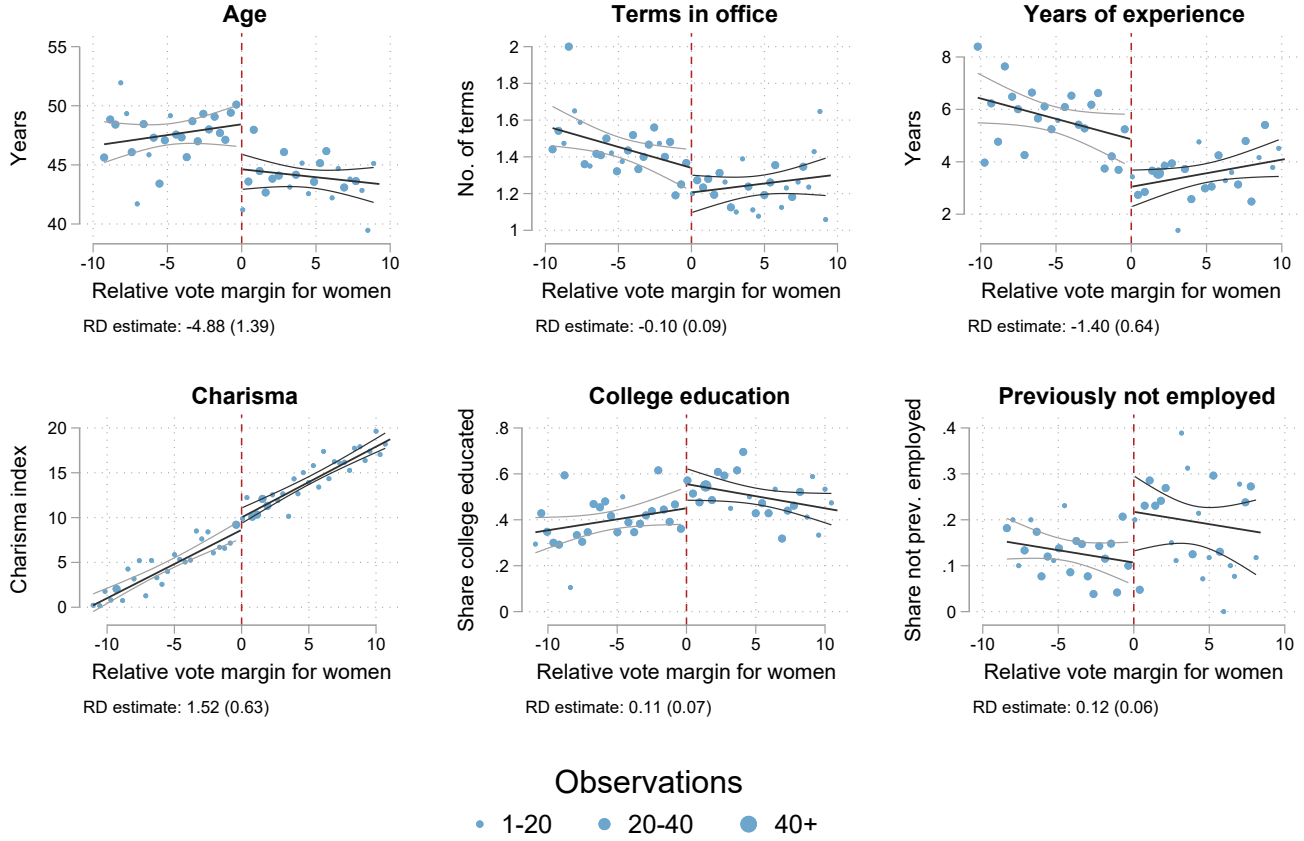 Age
Terms in office
Years of experience
Years
55
50
45
40
-10 -5 0 5 10
Relative vote margin for women
RD estimate: -4.88 (1.39)
No. of terms
2
1.8
1.6
1.4
1.2
1
-10 -5 0 5 10
Relative vote margin for women
RD estimate: -0.10 (0.09)
Years
8
6
4
2
-10 -5 0 5 10
Relative vote margin for women
RD estimate: -1.40 (0.64)
Charisma
College education
Previously not employed
Charisma index
20
15
10
5
0
-10 -5 0 5 10
Relative vote margin for women
RD estimate: 1.52 (0.63)
Share college educated
.8
.6
.4
.2
0
-10 -5 0 5 10
Relative vote margin for women
RD estimate: 0.11 (0.07)
Share not prev. employed
.4
.3
.2
.1
0
-10 -5 0 5 10
Relative vote margin for women
RD estimate: 0.12 (0.06)
Observations
1-20 20-40 40+